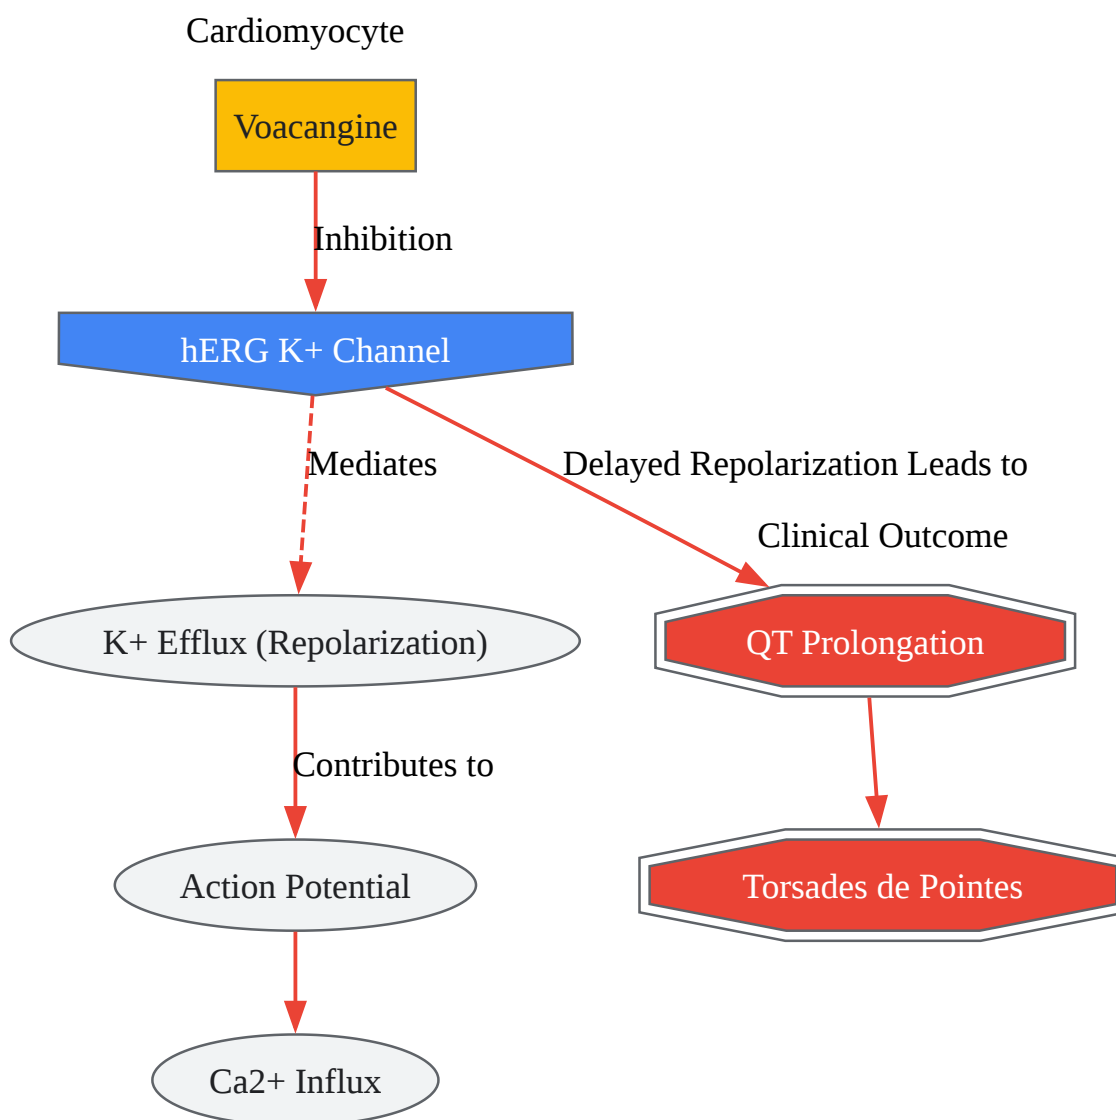 Cardiomyocyte
Voacangine
Inhibition
hERG K+ Channel
Mediates
Delayed Repolarization Leads to
Clinical Outcome
K+ Efflux (Repolarization)
QT Prolongation
Contributes to
Action Potential
Torsades de Pointes
Ca2+ Influx